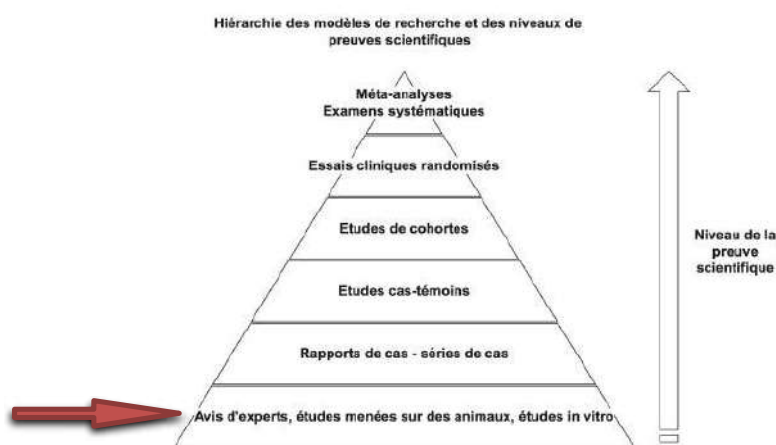 Hiérarchie des modèles de recherche et des niveaux de
preuves scientifiques
Méta-analyses
Examens systématiques
Essais cliniques randomisés
Etudes de cohortes
Etudes cas-témoins
Rapports de cas - séries de cas
Avis d'experts, études menées sur des animaux, études in vitro
Niveau de la
preuve
scientifique